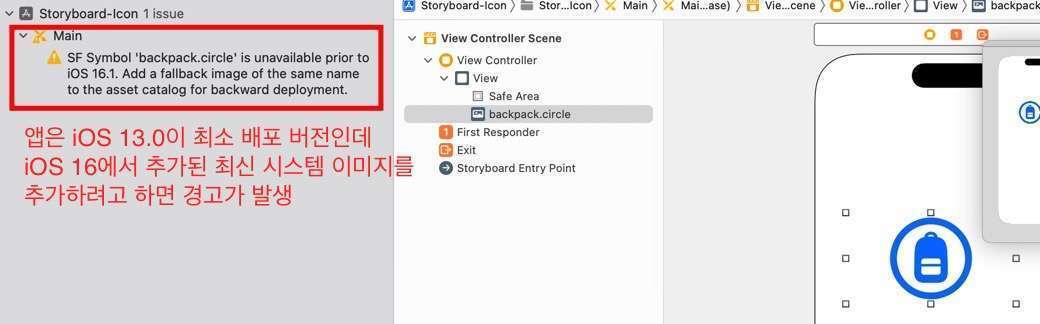 Storyboard-Icon 1 issue
Main
SF Symbol 'backpack.circle' is unavailable prior to
iOS 16.1. Add a fallback image of the same name
to the asset catalog for backward deployment.
앱은 iOS 13.0이 최소 배포 버전인데
iOS 16에서 추가된 최신 시스템 이미지를
추가하려고 하면 경고가 발생
Storyboard-Icon Stor...Icon Main Mai...ase) Vie...cene Vie...roller View backpack
View Controller Scene
View Controller
View
Safe Area
backpack.circle
1 First Responder
Exit
Storyboard Entry Point
1